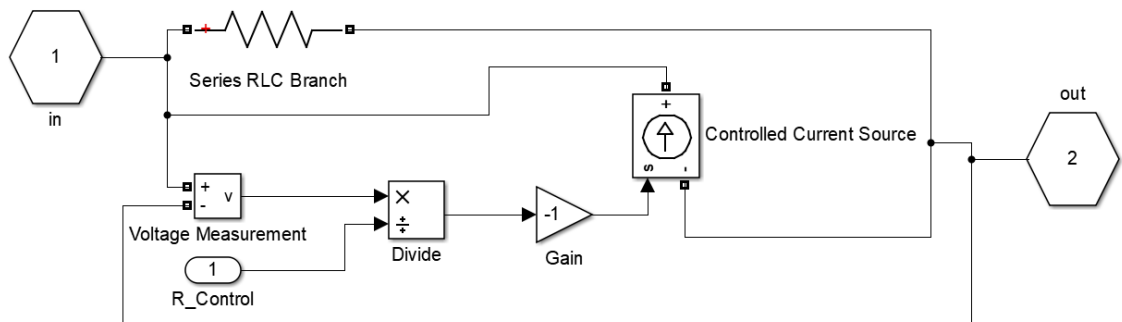 1
in
+
Series RLC Branch
+
s
-
Controlled Current Source
out
2
+
-
v
Voltage Measurement
×
÷
Divide
-1
Gain
1
R_Control